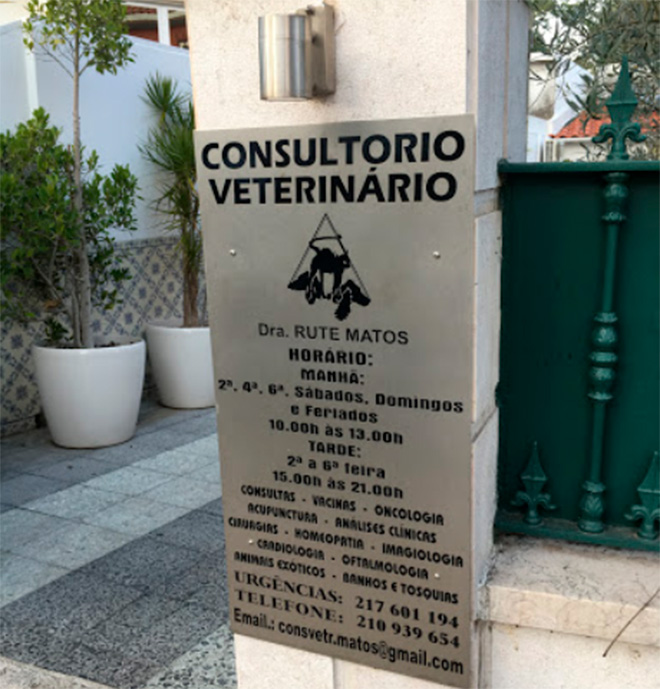 CONSULTORIO
VETERINÁRIO
Dra. RUTE MATOS
HORÁRIO:
MANHÃ:
2ª, 4ª, 6ª, Sábados, Domingos
e Feriados
10.00h às 13.00h
TARDE:
2ª a 6ª feira
15.00h às 21.00h
CONSULTAS - VACINAS - ONCOLOGIA
ACUPUNCTURA - ANÁLISES CLÍNICAS
CIRURGIAS - HOMEOPATIA - IMAGIOLOGIA
CARDIOLOGIA - OFTALMOLOGIA
ANIMAIS EXÓTICOS - BANHOS E TOSQUIAS
URGÊNCIAS: 217 601 194
TELEFONE: 210 939 654
Email.: consvetr.matos@gmail.com